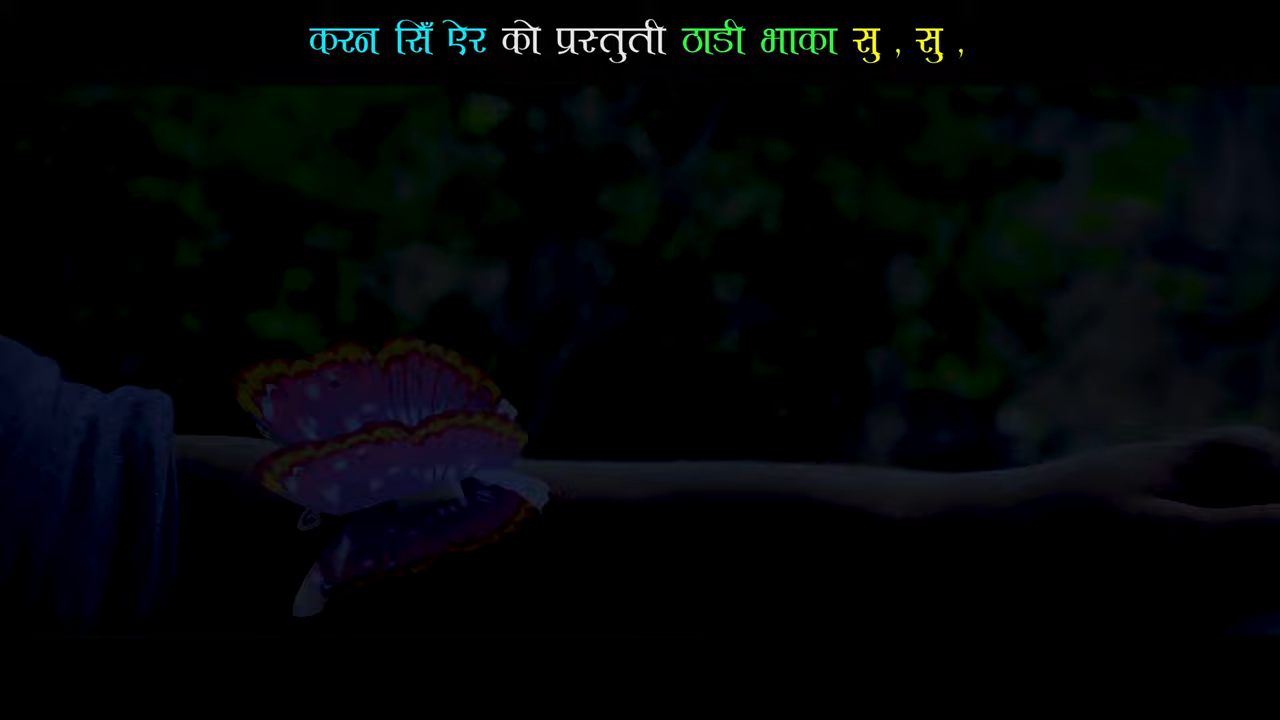 करन सिँ ऐर को प्रस्तुती ठाडी भाका सु , सु ,